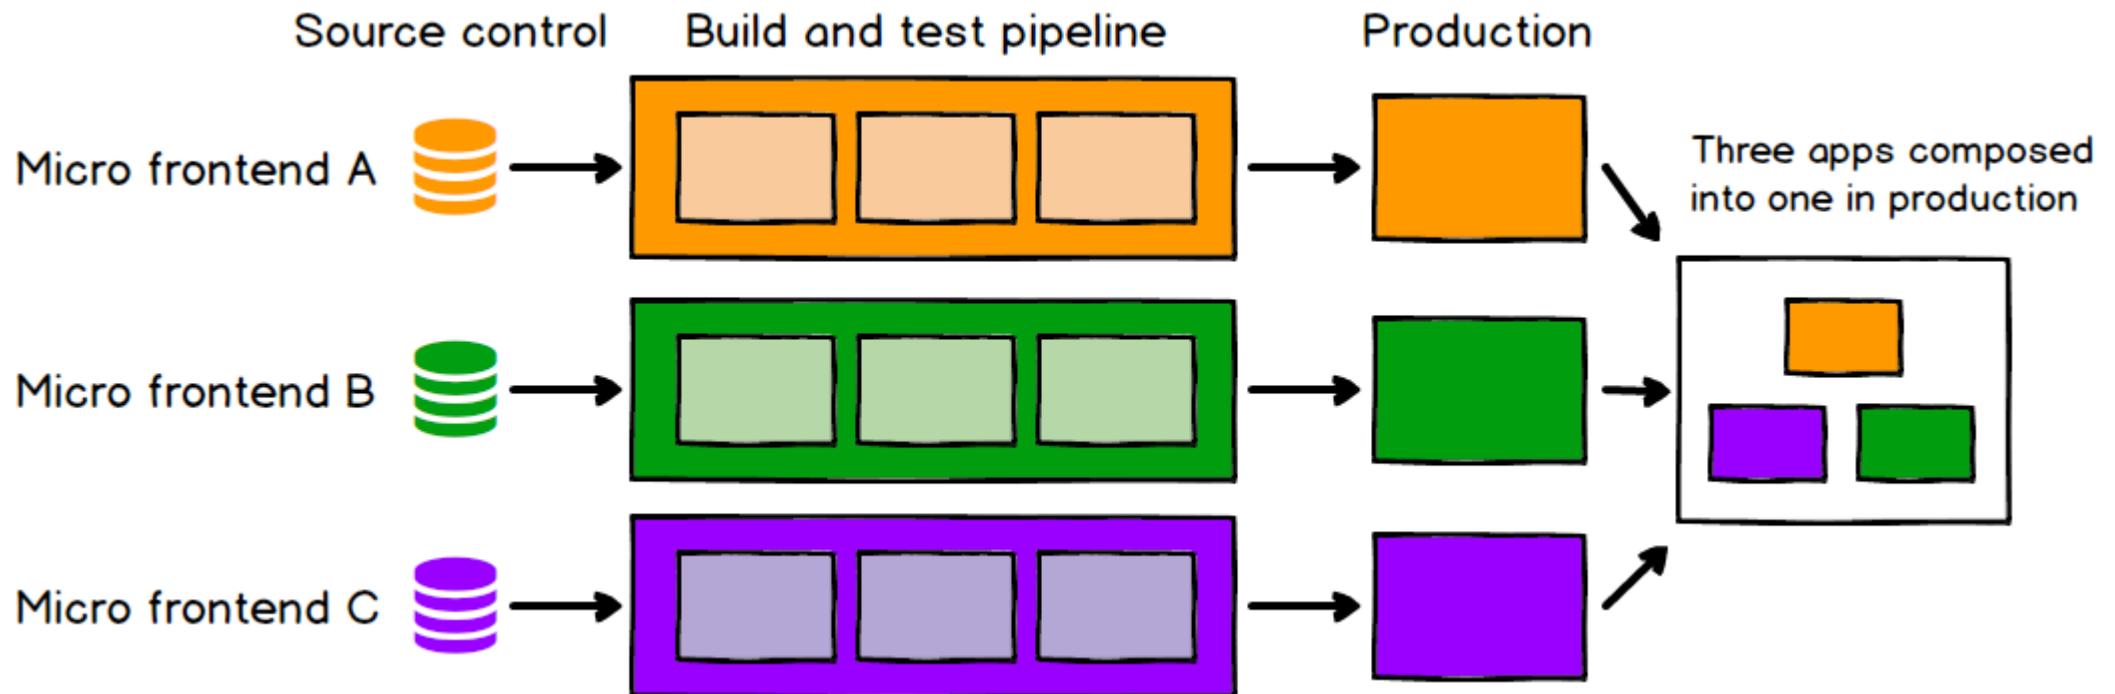 Source control
Build and test pipeline
Production
Micro frontend A
Three apps composed
into one in production
Micro frontend B
Micro frontend C